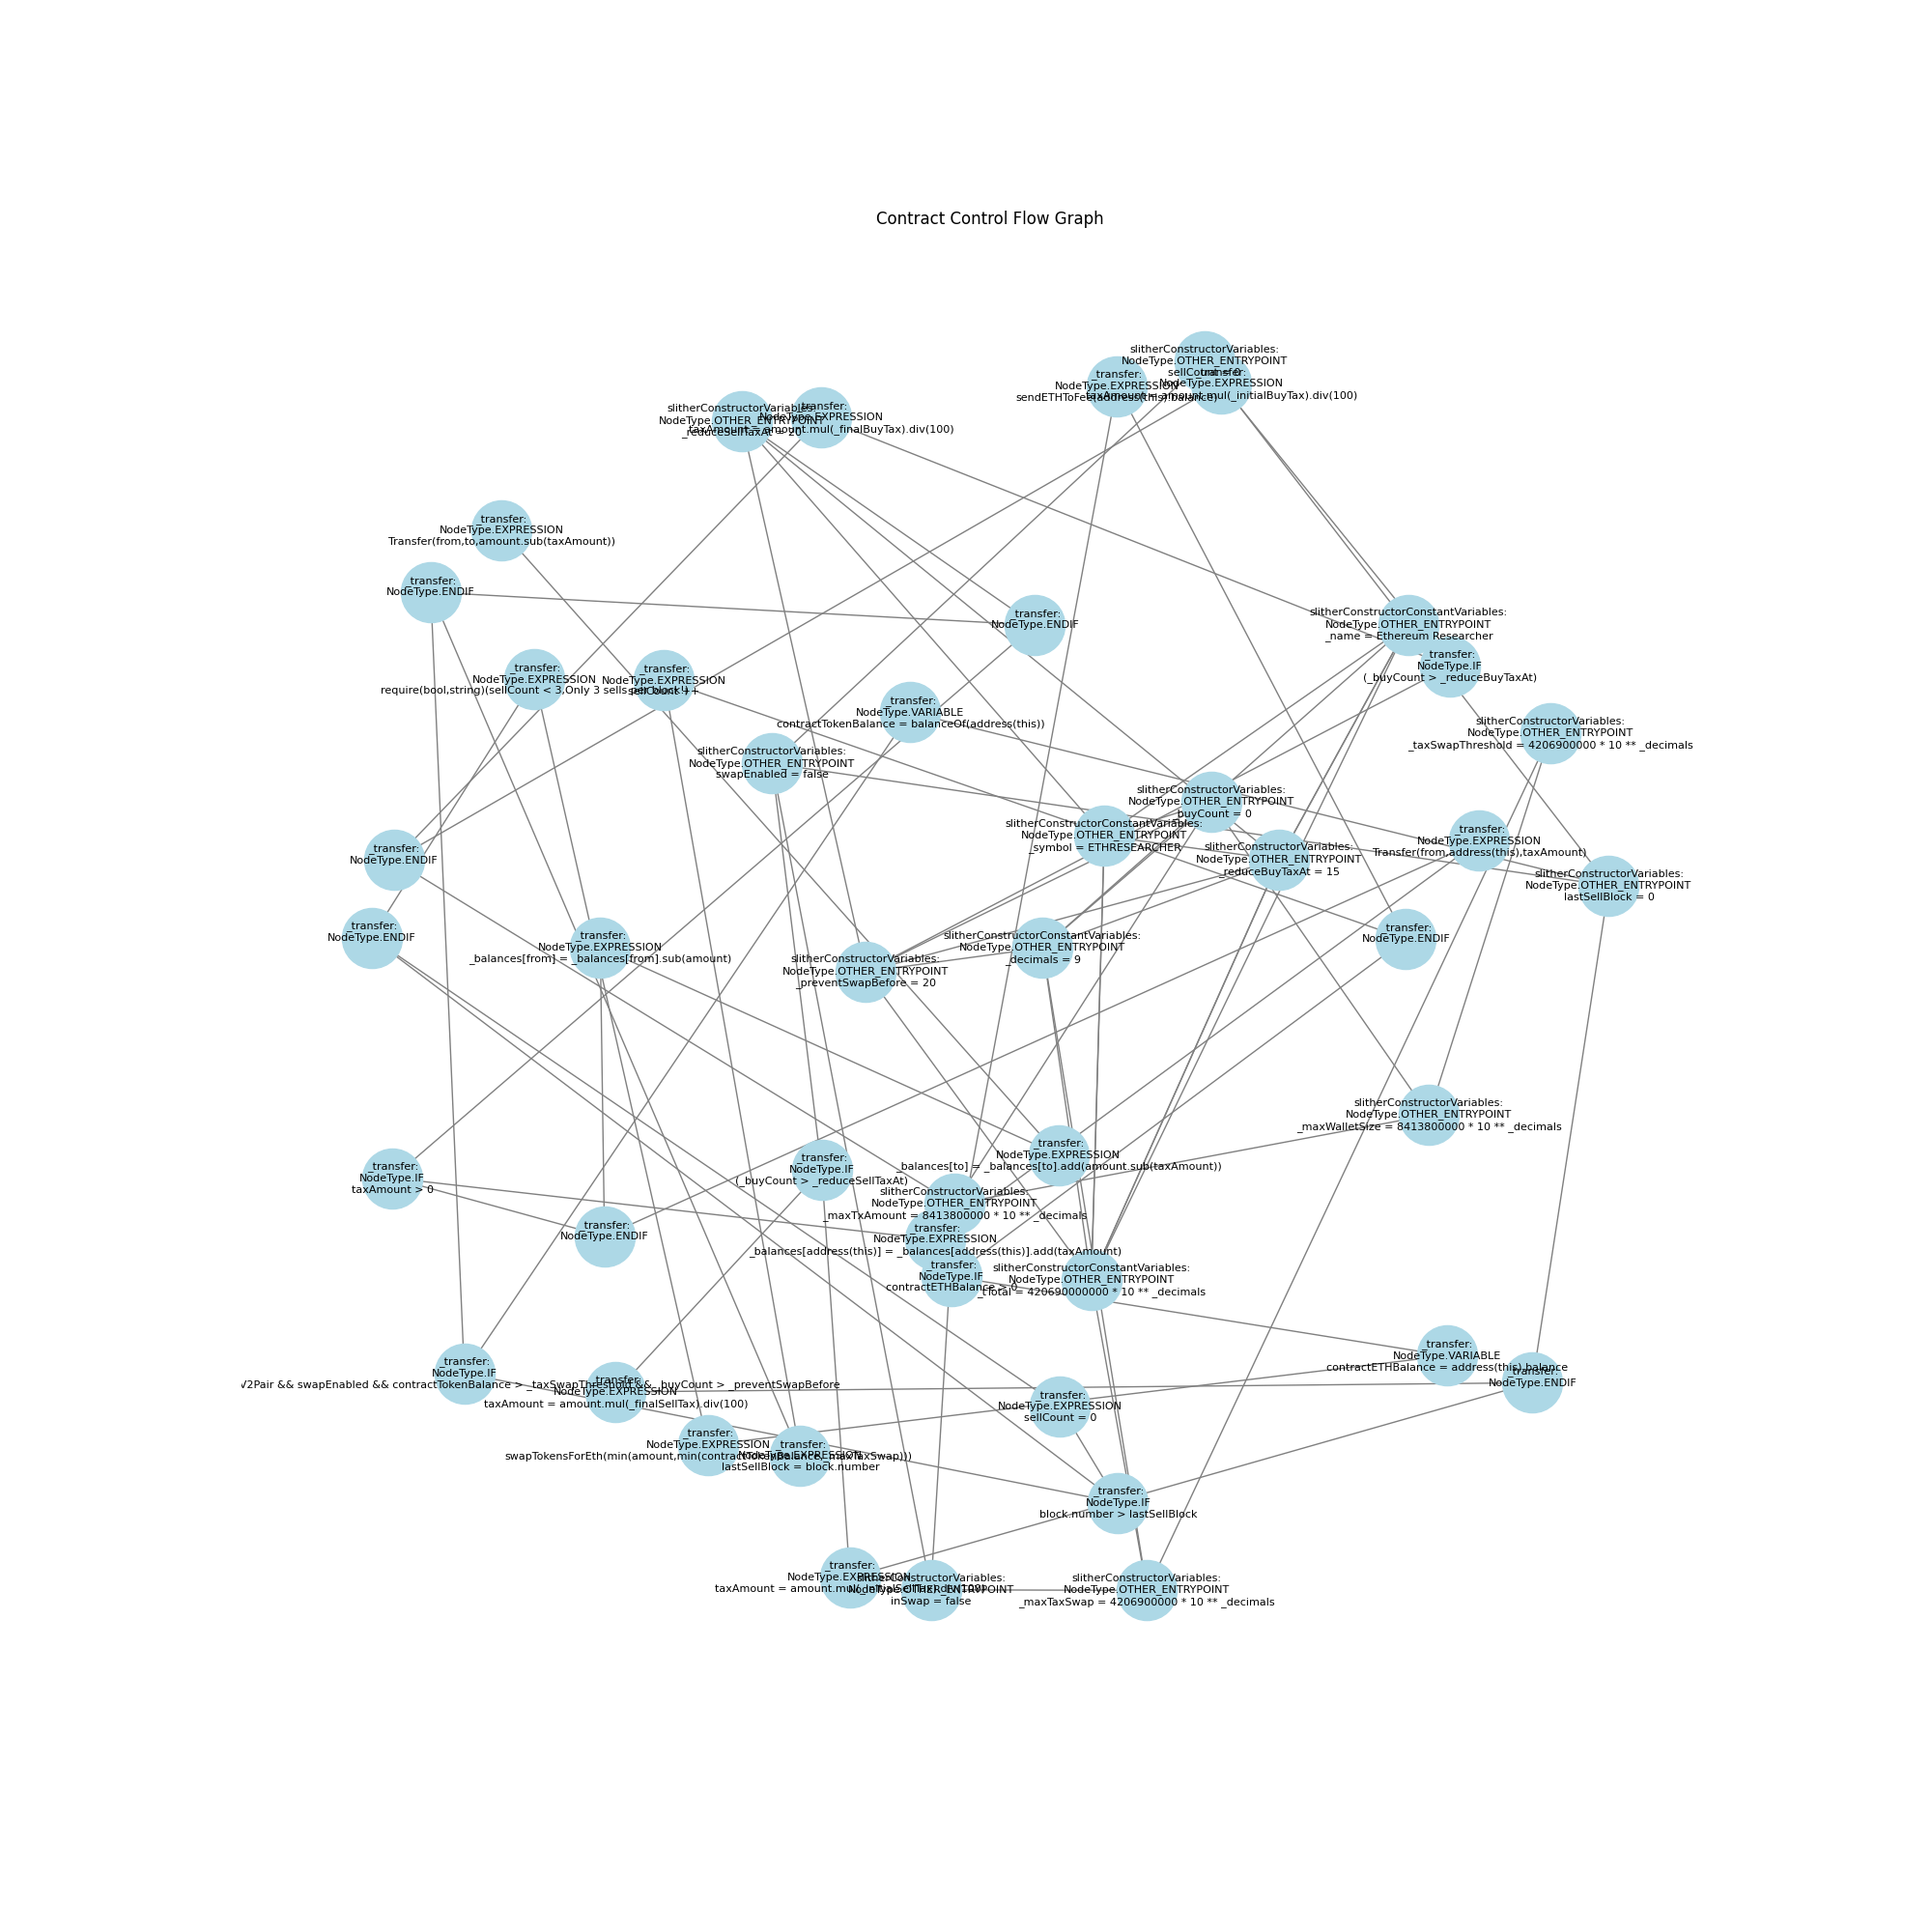 Contract Control Flow Graph
slitherConstructorVariables:
NodeType.OTHER_ENTRYPOINT
sellCount = 0
_transfer:
NodeType.EXPRESSION
taxAmount = amount.mul(_initialBuyTax).div(100)
_transfer:
NodeType.EXPRESSION
sendETHToFee(address(this).balance)
slitherConstructorVariables:
NodeType.OTHER_ENTRYPOINT
_reduceSellTaxAt = 20
_transfer:
NodeType.EXPRESSION
taxAmount = amount.mul(_finalBuyTax).div(100)
_transfer:
NodeType.EXPRESSION
Transfer(from,to,amount.sub(taxAmount))
_transfer:
NodeType.ENDIF
_transfer:
NodeType.ENDIF
slitherConstructorConstantVariables:
NodeType.OTHER_ENTRYPOINT
_name = Ethereum Researcher
_transfer:
NodeType.IF
(_buyCount > _reduceBuyTaxAt)
_transfer:
NodeType.EXPRESSION
require(bool,string)(sellCount < 3,Only 3 sells per block!)
_transfer:
NodeType.EXPRESSION
sellCount ++
_transfer:
NodeType.VARIABLE
contractTokenBalance = balanceOf(address(this))
slitherConstructorVariables:
NodeType.OTHER_ENTRYPOINT
_taxSwapThreshold = 4206900000 * 10 ** _decimals
slitherConstructorVariables:
NodeType.OTHER_ENTRYPOINT
swapEnabled = false
slitherConstructorVariables:
NodeType.OTHER_ENTRYPOINT
_buyCount = 0
slitherConstructorConstantVariables:
NodeType.OTHER_ENTRYPOINT
_symbol = ETHRESEARCHER
_transfer:
NodeType.EXPRESSION
Transfer(from,address(this),taxAmount)
slitherConstructorVariables:
NodeType.OTHER_ENTRYPOINT
_reduceBuyTaxAt = 15
_transfer:
NodeType.ENDIF
slitherConstructorVariables:
NodeType.OTHER_ENTRYPOINT
lastSellBlock = 0
_transfer:
NodeType.ENDIF
_transfer:
NodeType.EXPRESSION
_balances[from] = _balances[from].sub(amount)
slitherConstructorVariables:
NodeType.OTHER_ENTRYPOINT
_preventSwapBefore = 20
slitherConstructorConstantVariables:
NodeType.OTHER_ENTRYPOINT
_decimals = 9
_transfer:
NodeType.ENDIF
slitherConstructorVariables:
NodeType.OTHER_ENTRYPOINT
_maxWalletSize = 8413800000 * 10 ** _decimals
_transfer:
NodeType.EXPRESSION
_balances[to] = _balances[to].add(amount.sub(taxAmount))
_transfer:
NodeType.IF
(_buyCount > _reduceSellTaxAt)
_transfer:
NodeType.IF
taxAmount > 0
slitherConstructorVariables:
NodeType.OTHER_ENTRYPOINT
_maxTxAmount = 8413800000 * 10 ** _decimals
_transfer:
NodeType.ENDIF
_transfer:
NodeType.EXPRESSION
_balances[address(this)] = _balances[address(this)].add(taxAmount)
_transfer:
NodeType.IF
contractETHBalance > 0
slitherConstructorConstantVariables:
NodeType.OTHER_ENTRYPOINT
_tTotal = 420690000000 * 10 ** _decimals
_transfer:
NodeType.VARIABLE
contractETHBalance = address(this).balance
_transfer:
NodeType.ENDIF
_transfer:
NodeType.IF
V2Pair && swapEnabled && contractTokenBalance > _taxSwapThreshold && _buyCount > _preventSwapBefore
_transfer:
NodeType.EXPRESSION
taxAmount = amount.mul(_finalSellTax).div(100)
_transfer:
NodeType.EXPRESSION
sellCount = 0
_transfer:
NodeType.EXPRESSION
swapTokensForEth(min(amount,min(contractTokenBalance,_maxTaxSwap)))
_transfer:
NodeType.EXPRESSION
lastSellBlock = block.number
_transfer:
NodeType.IF
block.number > lastSellBlock
_transfer:
NodeType.EXPRESSION
taxAmount = amount.mul(_initialSellTax).div(100)
slitherConstructorVariables:
NodeType.OTHER_ENTRYPOINT
inSwap = false
slitherConstructorVariables:
NodeType.OTHER_ENTRYPOINT
_maxTaxSwap = 4206900000 * 10 ** _decimals